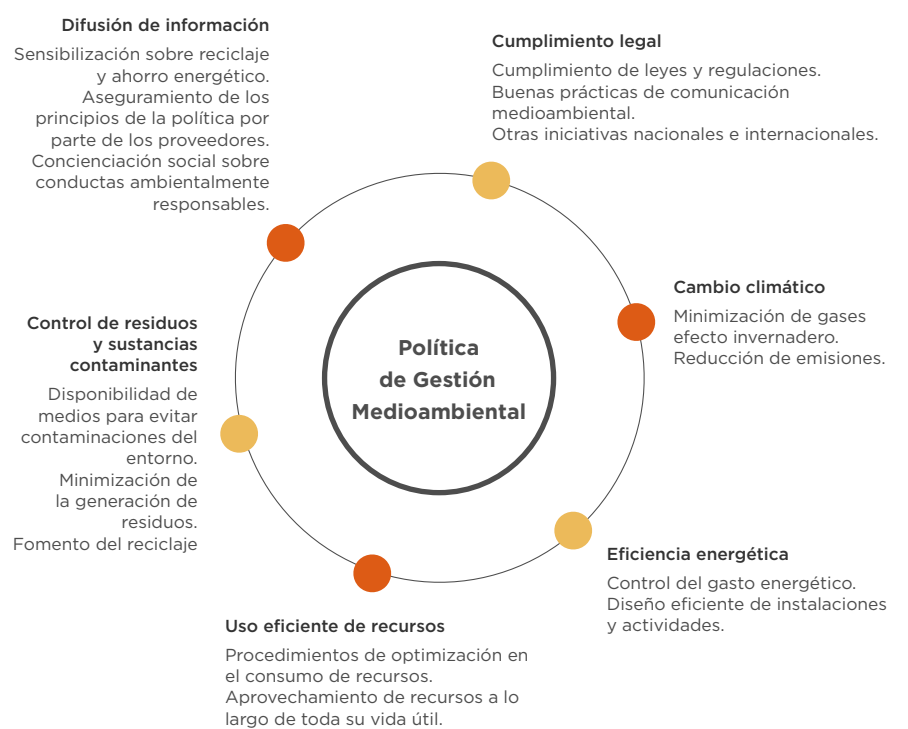 Difusión de información
Sensibilización sobre reciclaje
y ahorro energético.
Aseguramiento de los
principios de la política por
parte de los proveedores.
Concienciación social sobre
conductas ambientalmente
responsables.
Cumplimiento legal
Cumplimiento de leyes y regulaciones.
Buenas prácticas de comunicación
medioambiental.
Otras iniciativas nacionales e internacionales.
Cambio climático
Minimización de gases
efecto invernadero.
Reducción de emisiones.
Control de residuos
y sustancias
contaminantes
Disponibilidad de
medios para evitar
contaminaciones del
entorno.
Minimización de
la generación de
residuos.
Fomento del reciclaje
Política
de Gestión
Medioambiental
Eficiencia energética
Control del gasto energético.
Diseño eficiente de instalaciones
y actividades.
Uso eficiente de recursos
Procedimientos de optimización en
el consumo de recursos.
Aprovechamiento de recursos a lo
largo de toda su vida útil.